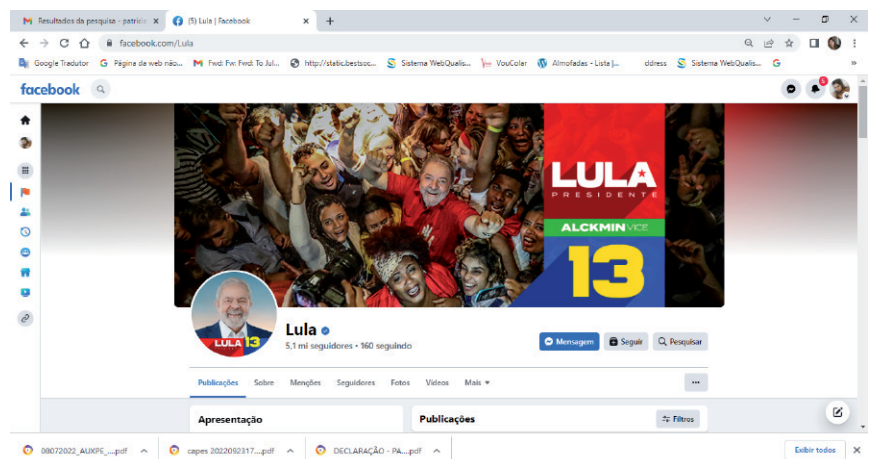 Resultados da pesquisa - patricia
(5) Lula | Facebook
facebook.com/Lula
Google Tradutor
Página da web não...
Fwd: Fw: Fwd: To Jul...
http://static.bestsoc...
Sistema WebQualis...
VouColar
Almofadas - Lista |...
ddress
Sistema WebQualis...
facebook
5
LULA
PRESIDENTE
ALCKMIN VICE
13
LULA 13
Lula
5,1 mi seguidores • 160 seguindo
Mensagem
Seguir
Pesquisar
Publicações
Sobre
Menções
Seguidores
Fotos
Vídeos
Mais
Apresentação
Publicações
Filtros
08072022_AUXPE_....pdf
capes 2022092317....pdf
DECLARAÇÃO - PA....pdf
Exibir todos